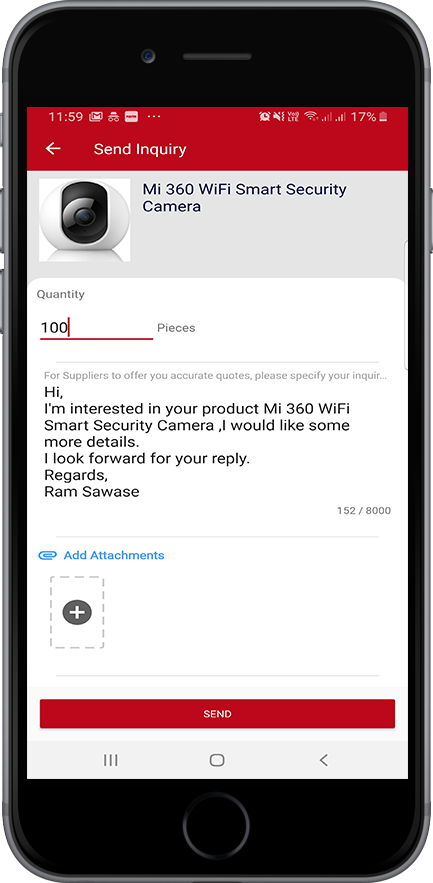 11:59 ... Vo) LTE 17%
Send Inquiry
Mi 360 WiFi Smart Security
Camera
Quantity
100 Pieces
For Suppliers to offer you accurate quotes, please specify your inquir...
Hi,
I'm interested in your product Mi 360 WiFi
Smart Security Camera ,I would like some
more details.
I look forward for your reply.
Regards,
Ram Sawase
152 / 8000
Add Attachments
SEND